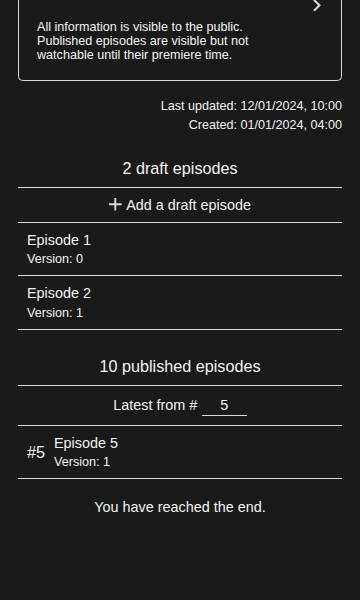 All information is visible to the public.
Published episodes are visible but not
watchable until their premiere time.
Last updated: 12/01/2024, 10:00
Created: 01/01/2024, 04:00
2 draft episodes
Add a draft episode
Episode 1
Version: 0
Episode 2
Version: 1
10 published episodes
Latest from # 5
#5 Episode 5
Version: 1
You have reached the end.